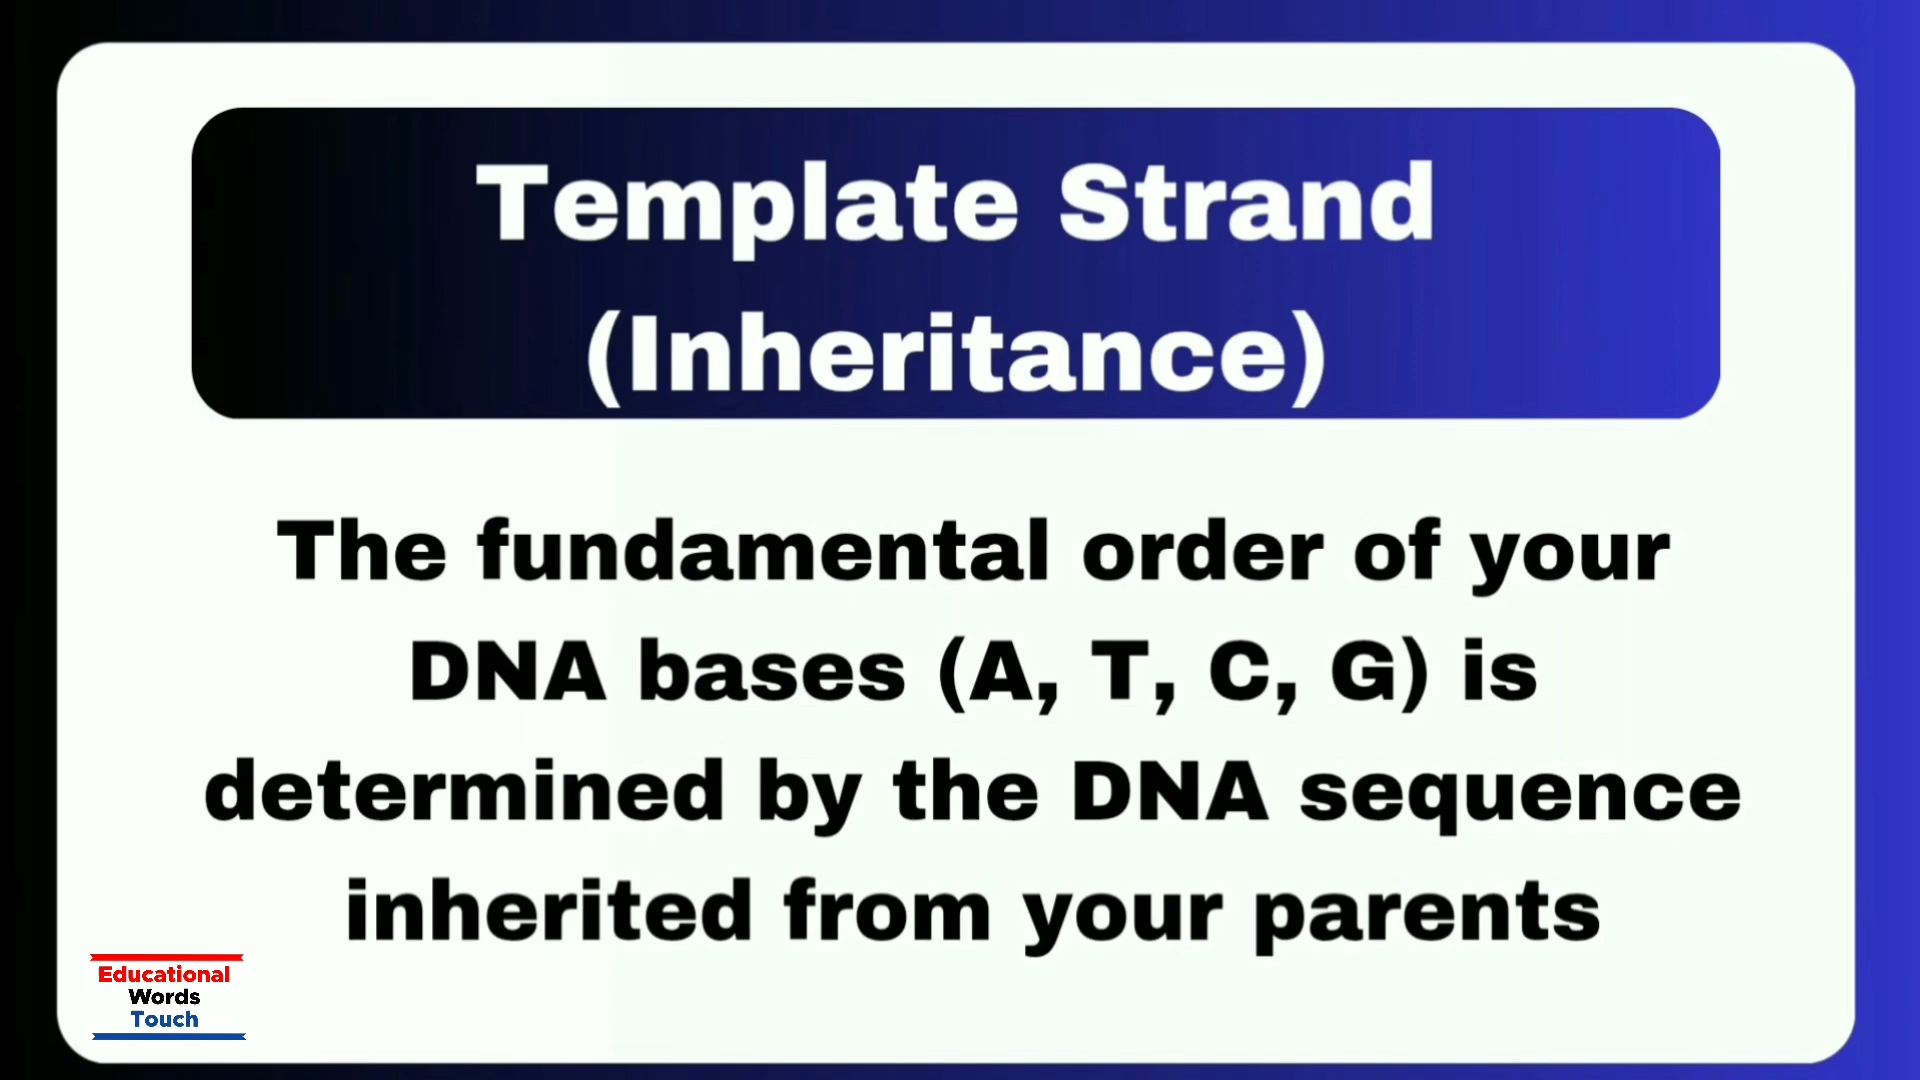 Template Strand
(Inheritance)
The fundamental order of your
DNA bases (A, T, C, G) is
determined by the DNA sequence
inherited from your parents
Educational
Words
Touch